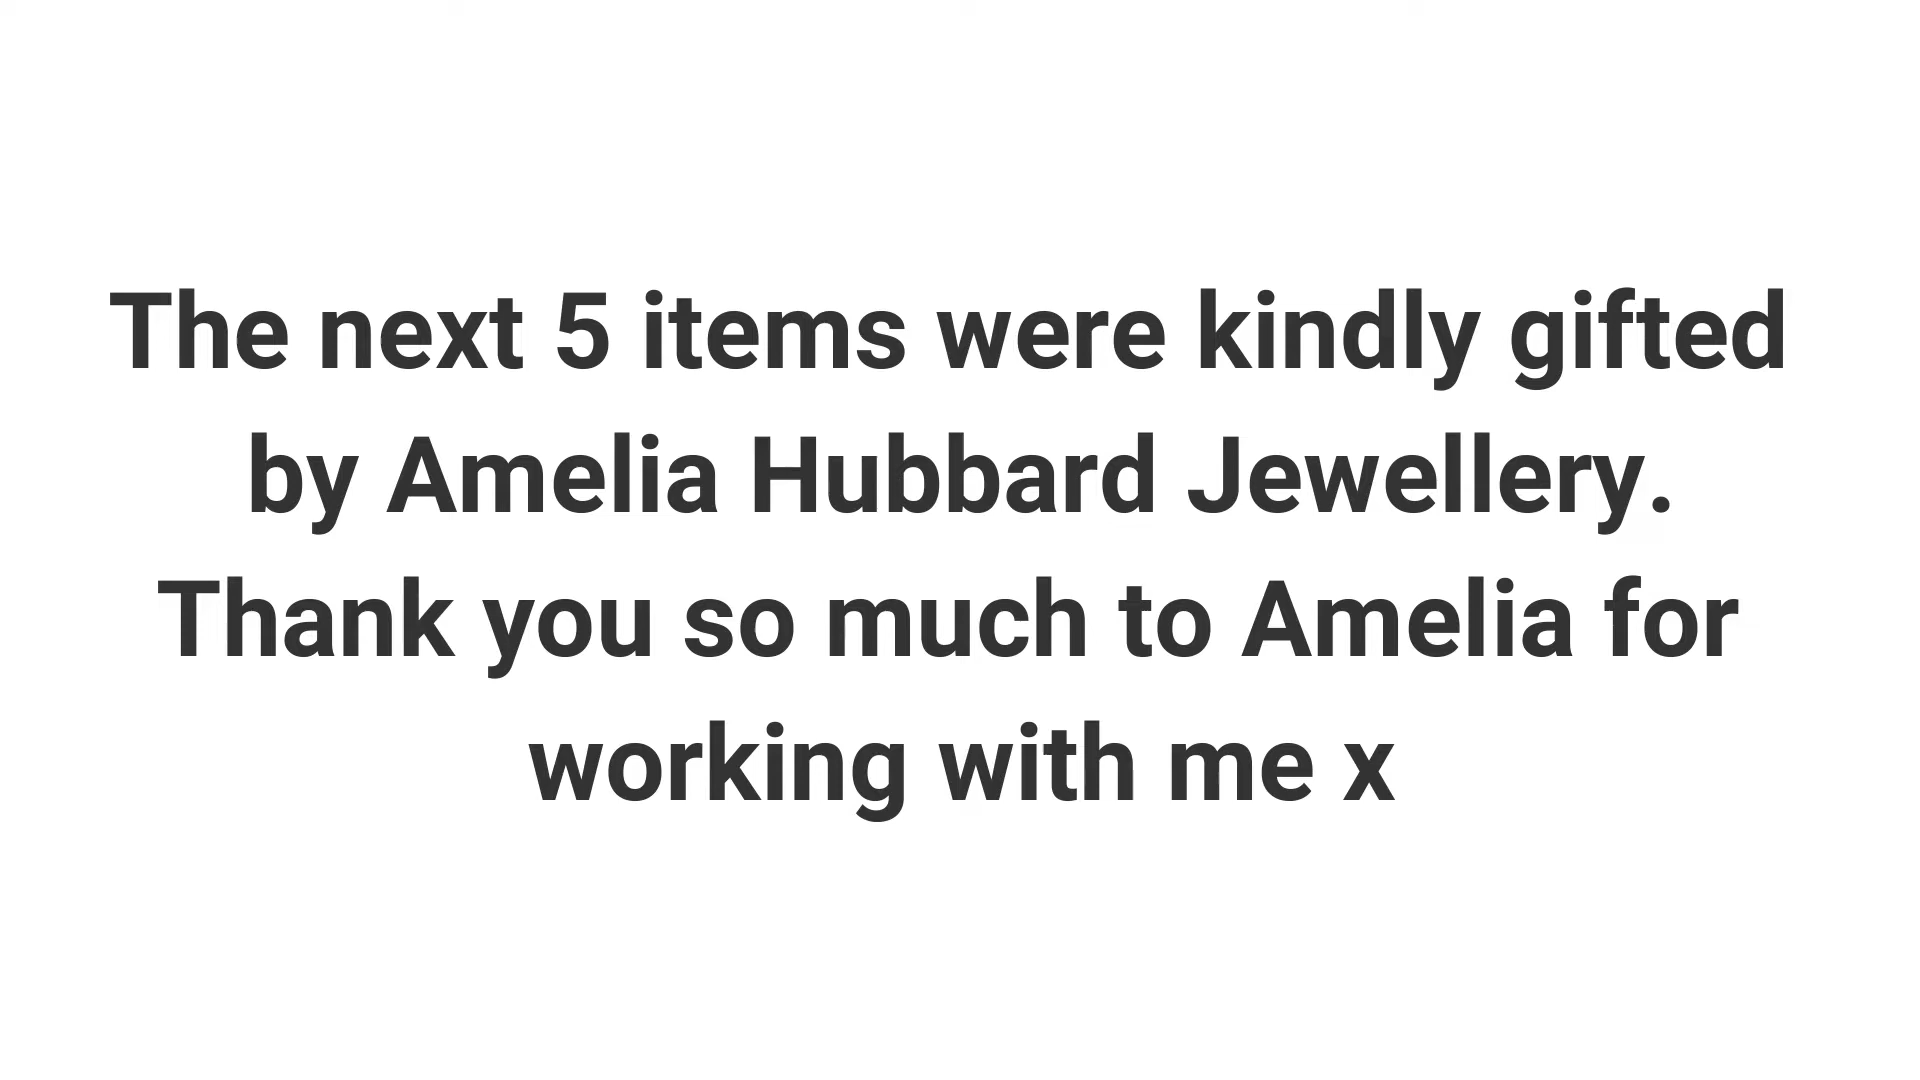 The next 5 items were kindly gifted
by Amelia Hubbard Jewellery.
Thank you so much to Amelia for
working with me x